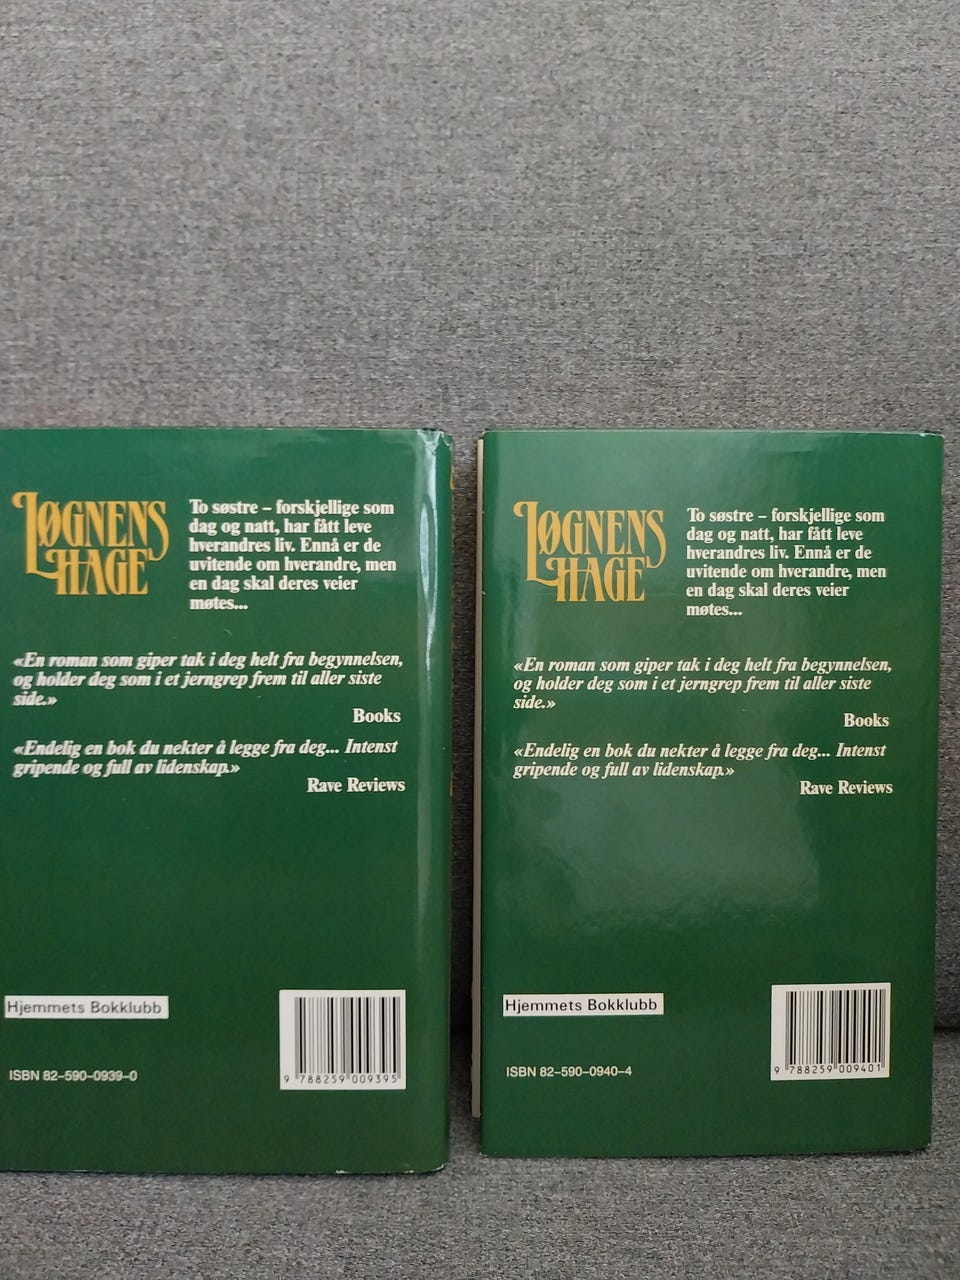 LØGNENS
HAGE
To søstre – forskjellige som
dag og natt, har fått leve
hverandres liv. Ennå er de
uvitende om hverandre, men
en dag skal deres veier
møtes...
«En roman som giper tak i deg helt fra begynnelsen,
og holder deg som i et jerngrep frem til aller siste
side.»
Books
«Endelig en bok du nekter å legge fra deg... Intenst
gripende og full av lidenskap.»
Rave Reviews
Hjemmets Bokklubb
ISBN 82–590–0939–0
9 788259 009395
LØGNENS
HAGE
To søstre – forskjellige som
dag og natt, har fått leve
hverandres liv. Ennå er de
uvitende om hverandre, men
en dag skal deres veier
møtes...
«En roman som giper tak i deg helt fra begynnelsen,
og holder deg som i et jerngrep frem til aller siste
side.»
Books
«Endelig en bok du nekter å legge fra deg... Intenst
gripende og full av lidenskap.»
Rave Reviews
Hjemmets Bokklubb
ISBN 82–590–0940–4
9 788259 009401